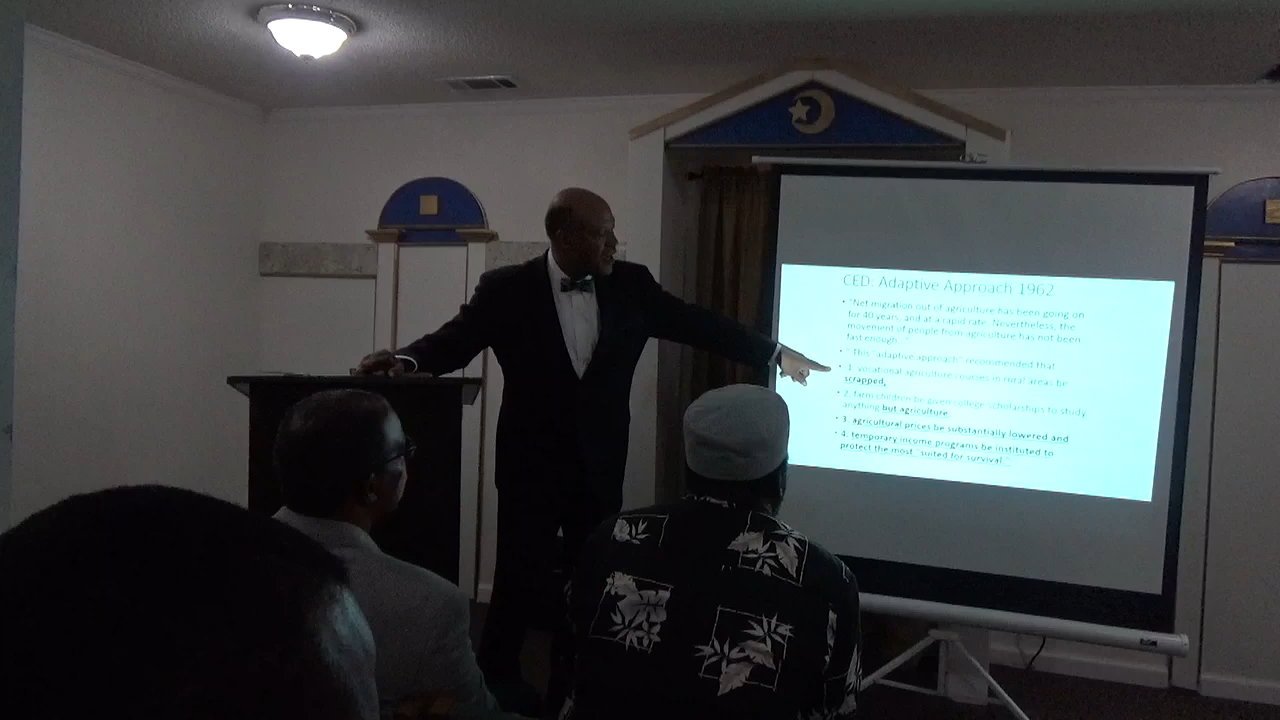 CED. Adaptive Approach 1962
• "Net migration out of agriculture has been going on
for 40 years, and at a rapid rate. Nevertheless, the
movement of people from agriculture has not been
fast enough..."
• "This "adaptive approach" recommended that
• 1. vocational agriculture courses in rural areas be
scrapped,
• 2. farm children be given college scholarships to study
anything but agriculture.
• 3. agricultural prices be substantially lowered and
• 4. temporary income programs be instituted to
protect the most "suited for survival."